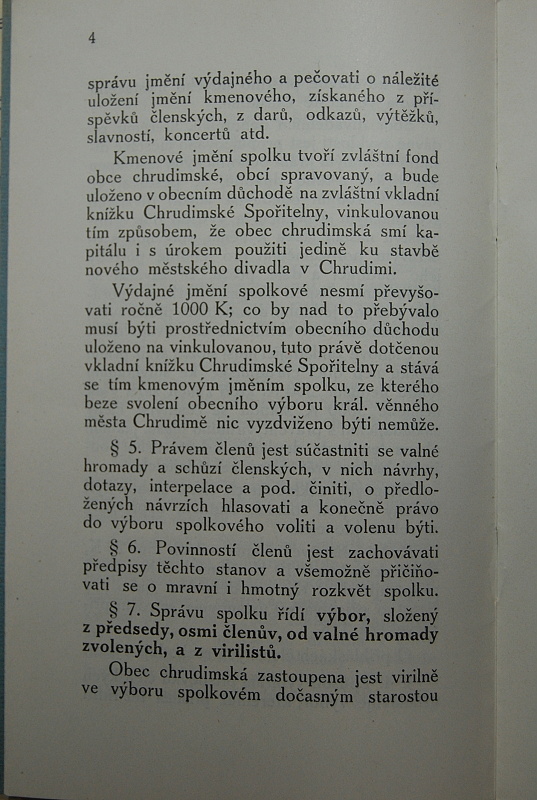 4
správu jmění výdajného a pečovati o náležité
uložení jmění kmenového, získaného z pří-
spěvků členských, z darů, odkazů, výtěžků,
slavností, koncertů atd.
Kmenové jmění spolku tvoří zvláštní fond
obce chrudimské, obcí spravovaný, a bude
uloženo v obecním důchodě na zvláštní vkladní
knížku Chrudimské Spořitelny, vinkulovanou
tím způsobem, že obec chrudimská smí ka-
pitálu i s úrokem použiti jedině ku stavbě
nového městského divadla v Chrudimi.
Výdajné jmění spolkové nesmí převyšo-
vati ročně 1000 K; co by nad to přebývalo
musí býti prostřednictvím obecního důchodu
uloženo na vinkulovanou, tuto právě dotčenou
vkladní knížku Chrudimské Spořitelny a stává
se tím kmenovým jměním spolku, ze kterého
beze svolení obecního výboru král. věnného
města Chrudimě nic vyzdviženo býti nemůže.
§ 5. Právem členů jest súčastniti se valné
hromady a schůzí členských, v nich návrhy,
dotazy, interpelace a pod. činiti, o předlo-
žených návrzích hlasovati a konečně právo
do výboru spolkového voliti a volenu býti.
§ 6. Povinností členů jest zachovávati
předpisy těchto stanov a všemožně přičiňo-
vati se o mravní i hmotný rozkvět spolku.
§ 7. Správu spolku řídí výbor, složený
z předsedy, osmi členův, od valné hromady
zvolených, a z virilistů.
Obec chrudimská zastoupena jest virilně
ve výboru spolkovém dočasným starostou